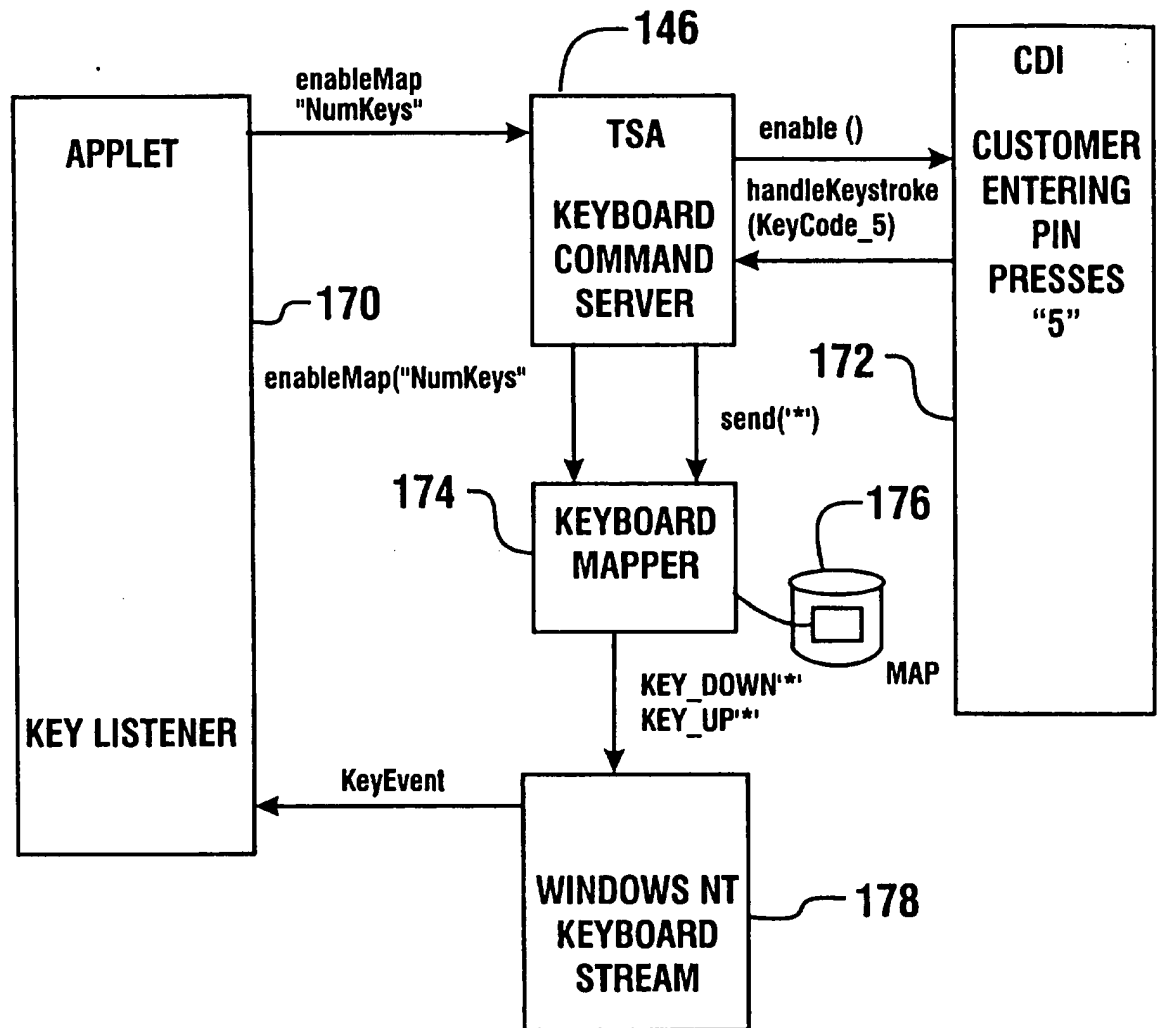 146
enableMap
"NumKeys"
APPLET
TSA
KEYBOARD
COMMAND
SERVER
enable ()
handleKeystroke
(KeyCode_5)
CDI
CUSTOMER
ENTERING
PIN
PRESSES
“5”
170
enableMap("NumKeys"
send('*')
172
174
KEYBOARD
MAPPER
176
MAP
KEY_DOWN'*'
KEY_UP'*'
KEY LISTENER
KeyEvent
WINDOWS NT
KEYBOARD
STREAM
178